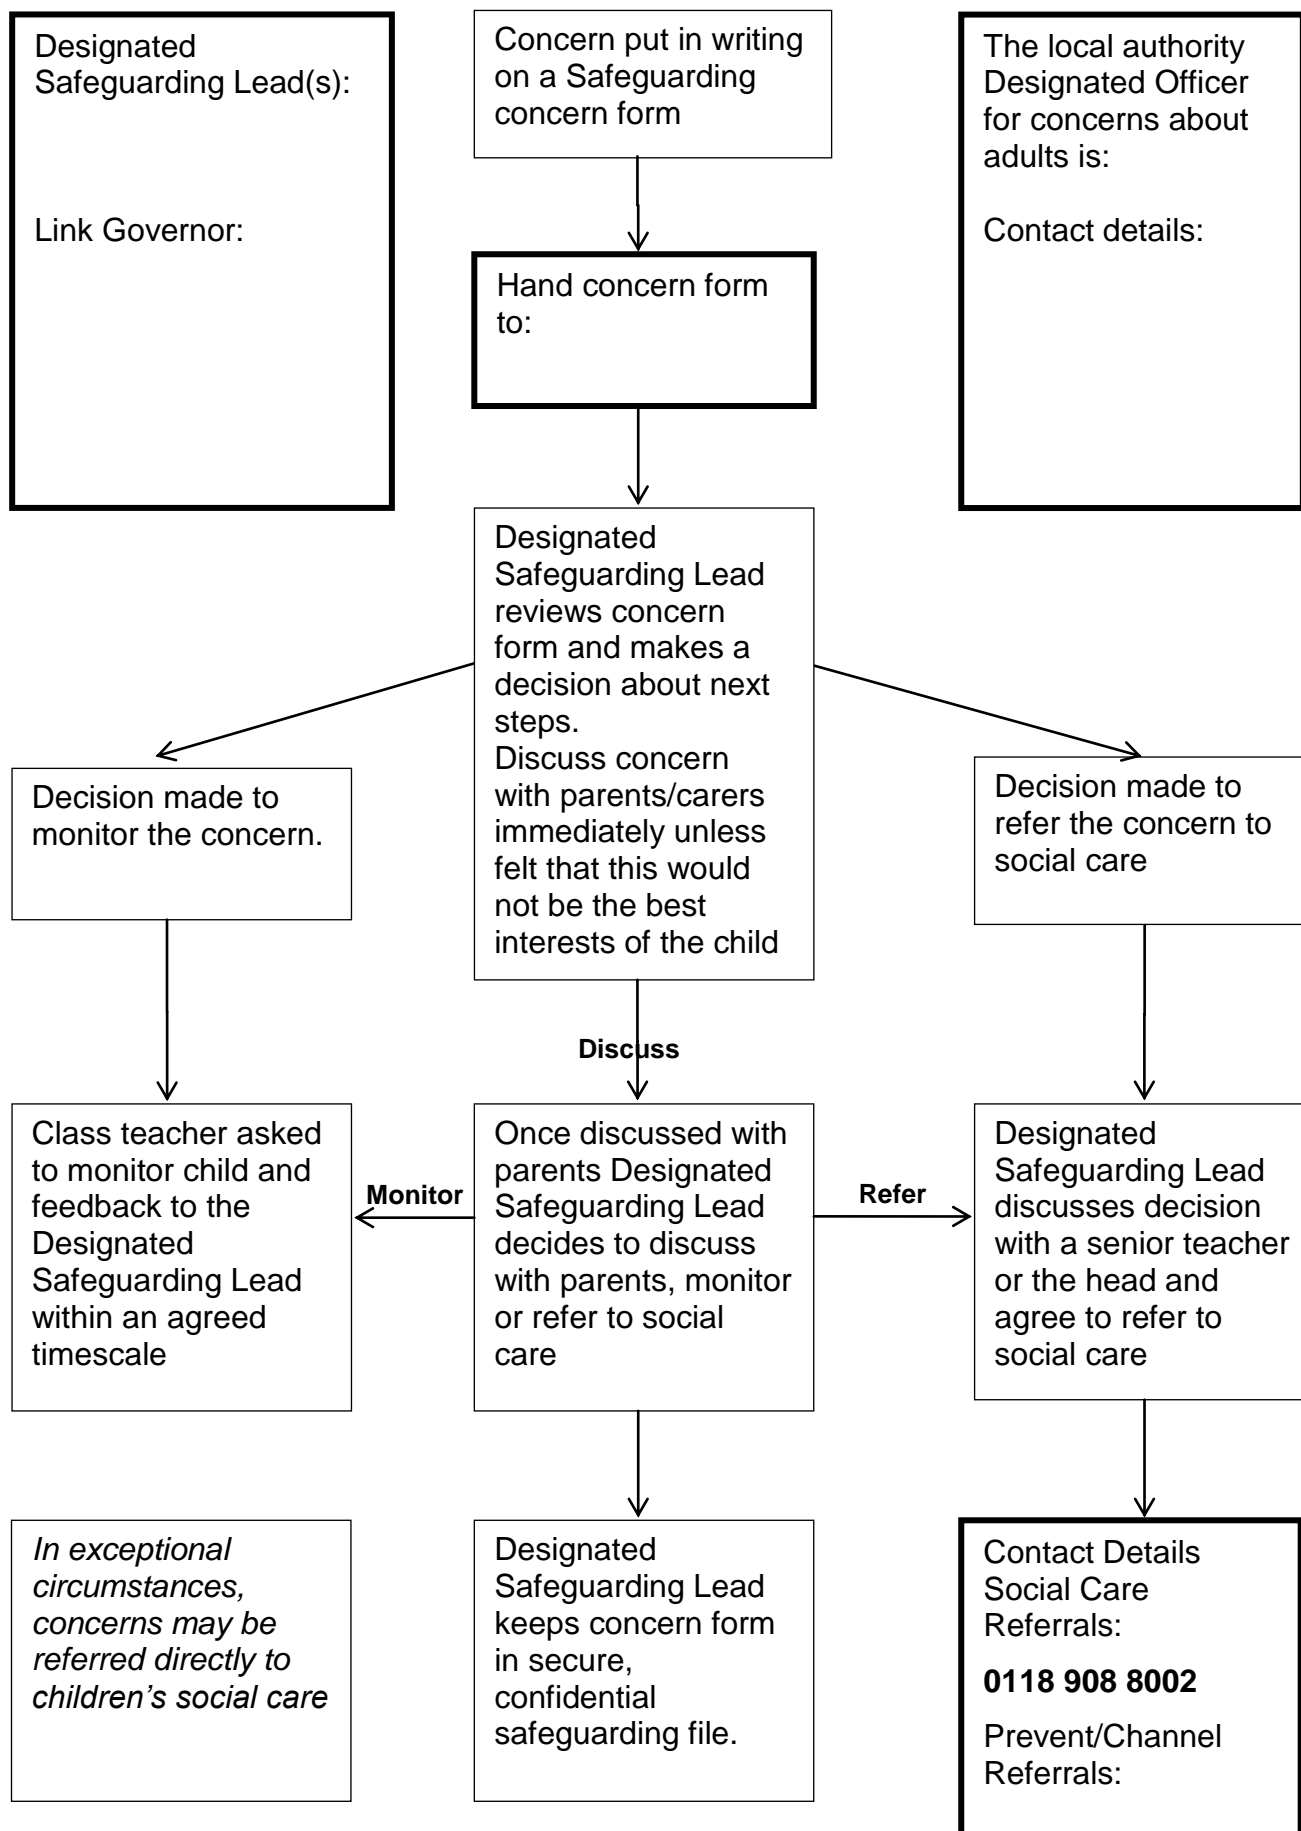 Designated
Safeguarding Lead(s):
Link Governor:
Concern put in writing
on a Safeguarding
concern form
The local authority
Designated Officer
for concerns about
adults is:
Contact details:
Hand concern form
to:
Designated
Safeguarding Lead
reviews concern
form and makes a
decision about next
steps.
Discuss concern
with parents/carers
immediately unless
felt that this would
not be the best
interests of the child
Decision made to
monitor the concern.
Decision made to
refer the concern to
social care
Discuss
Class teacher asked
to monitor child and
feedback to the
Designated
Safeguarding Lead
within an agreed
timescale
Monitor
Once discussed with
parents Designated
Safeguarding Lead
decides to discuss
with parents, monitor
or refer to social
care
Refer
Designated
Safeguarding Lead
discusses decision
with a senior teacher
or the head and
agree to refer to
social care
In exceptional
circumstances,
concerns may be
referred directly to
children’s social care
Designated
Safeguarding Lead
keeps concern form
in secure,
confidential
safeguarding file.
Contact Details
Social Care
Referrals:
0118 908 8002
Prevent/Channel
Referrals: